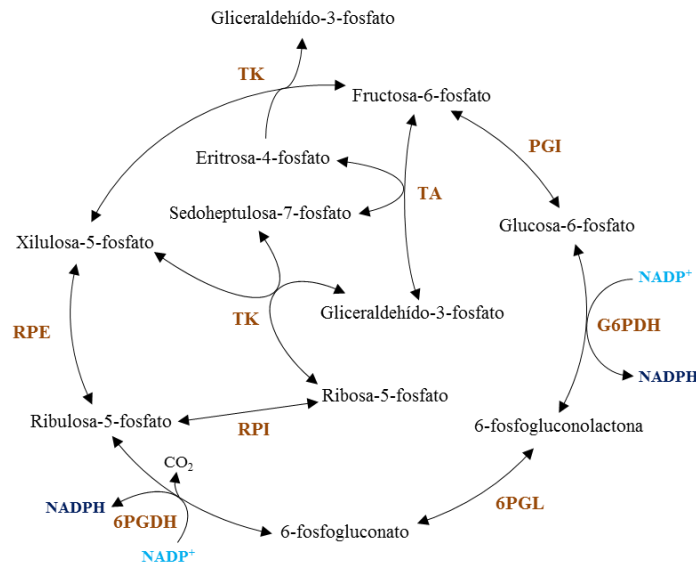 Gliceraldehído-3-fosfato
TK
Fructosa-6-fosfato
PGI
Eritrosa-4-fosfato
TA
Sedoheptulosa-7-fosfato
Glucosa-6-fosfato
Xilulosa-5-fosfato
NADP+
Gliceraldehído-3-fosfato
TK
G6PDH
RPE
NADPH
Ribosa-5-fosfato
Ribulosa-5-fosfato
RPI
6-fosfogluconolactona
CO2
6PGL
NADPH
6PGDH
6-fosfogluconato
NADP+